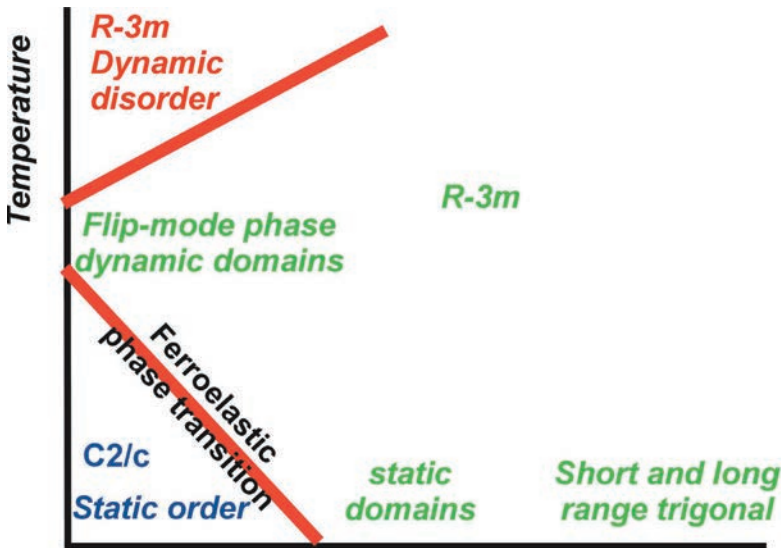 Temperature
R-3m
Dynamic
disorder
R-3m
Flip-mode phase
dynamic domains
Ferroelastic
phase transition
C2/c
Static order
static
domains
Short and long
range trigonal